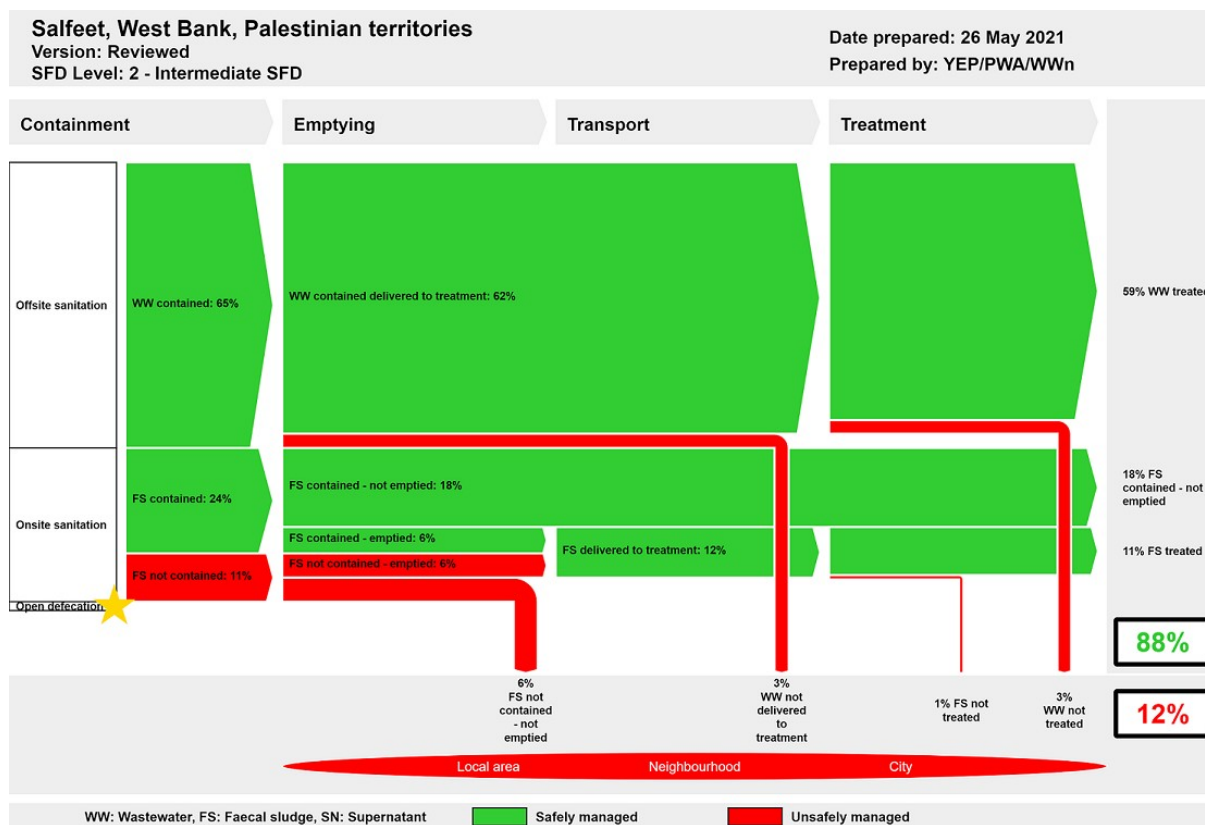 Salfeet, West Bank, Palestinian territories
Version: Reviewed
SFD Level: 2 - Intermediate SFD
Date prepared: 26 May 2021
Prepared by: YEP/PWA/WWn
Containment
Emptying
Transport
Treatment
Offsite sanitation
WW contained: 65%
WW contained delivered to treatment: 62%
59% WW treated
Onsite sanitation
FS contained: 24%
FS contained - not emptied: 18%
18% FS
contained - not
emptied
FS contained - emptied: 6%
FS delivered to treatment: 12%
11% FS treated
FS not contained: 11%
FS not contained - emptied: 6%
Open defecation
88%
6%
FS not
contained
- not
emptied
3%
WW not
delivered
to
treatment
1% FS not
treated
3%
WW not
treated
12%
Local area
Neighbourhood
City
WW: Wastewater, FS: Faecal sludge, SN: Supernatant
Safely managed
Unsafely managed